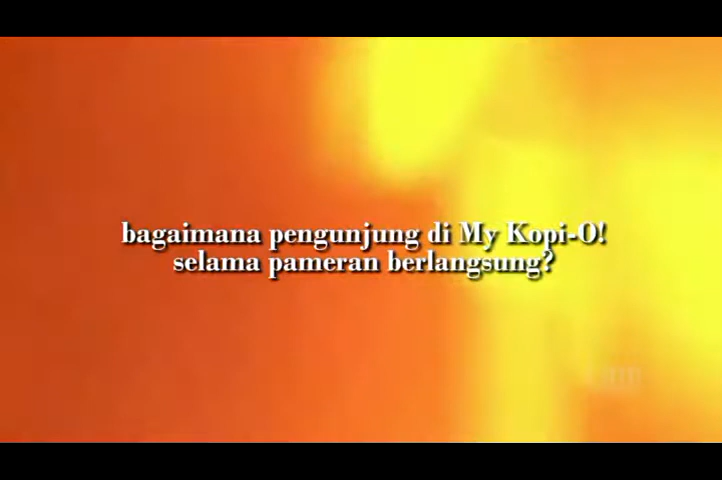 bagaimana pengunjung di My Kopi-O!
selama pameran berlangsung?